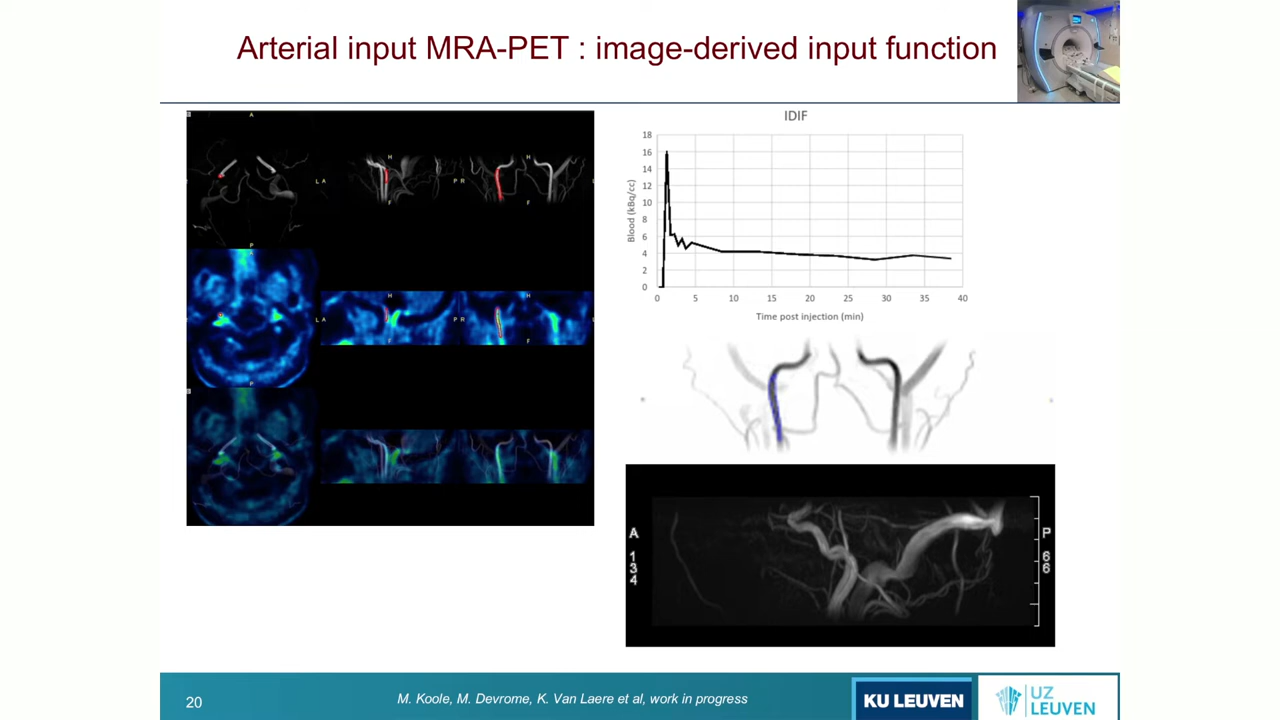 Arterial input MRA-PET : image-derived input function
A
H
H
L A
P R
F
F
P
H
H
L A
P R
F
F
P
IDIF
18
16
14
12
10
8
6
4
2
0
Blood (kBq/cc)
0 5 10 15 20 25 30 35 40
Time post injection (min)
A
134
P
66
20
M. Koole, M. Devrome, K. Van Laere et al, work in progress
KU LEUVEN
UZ
LEUVEN